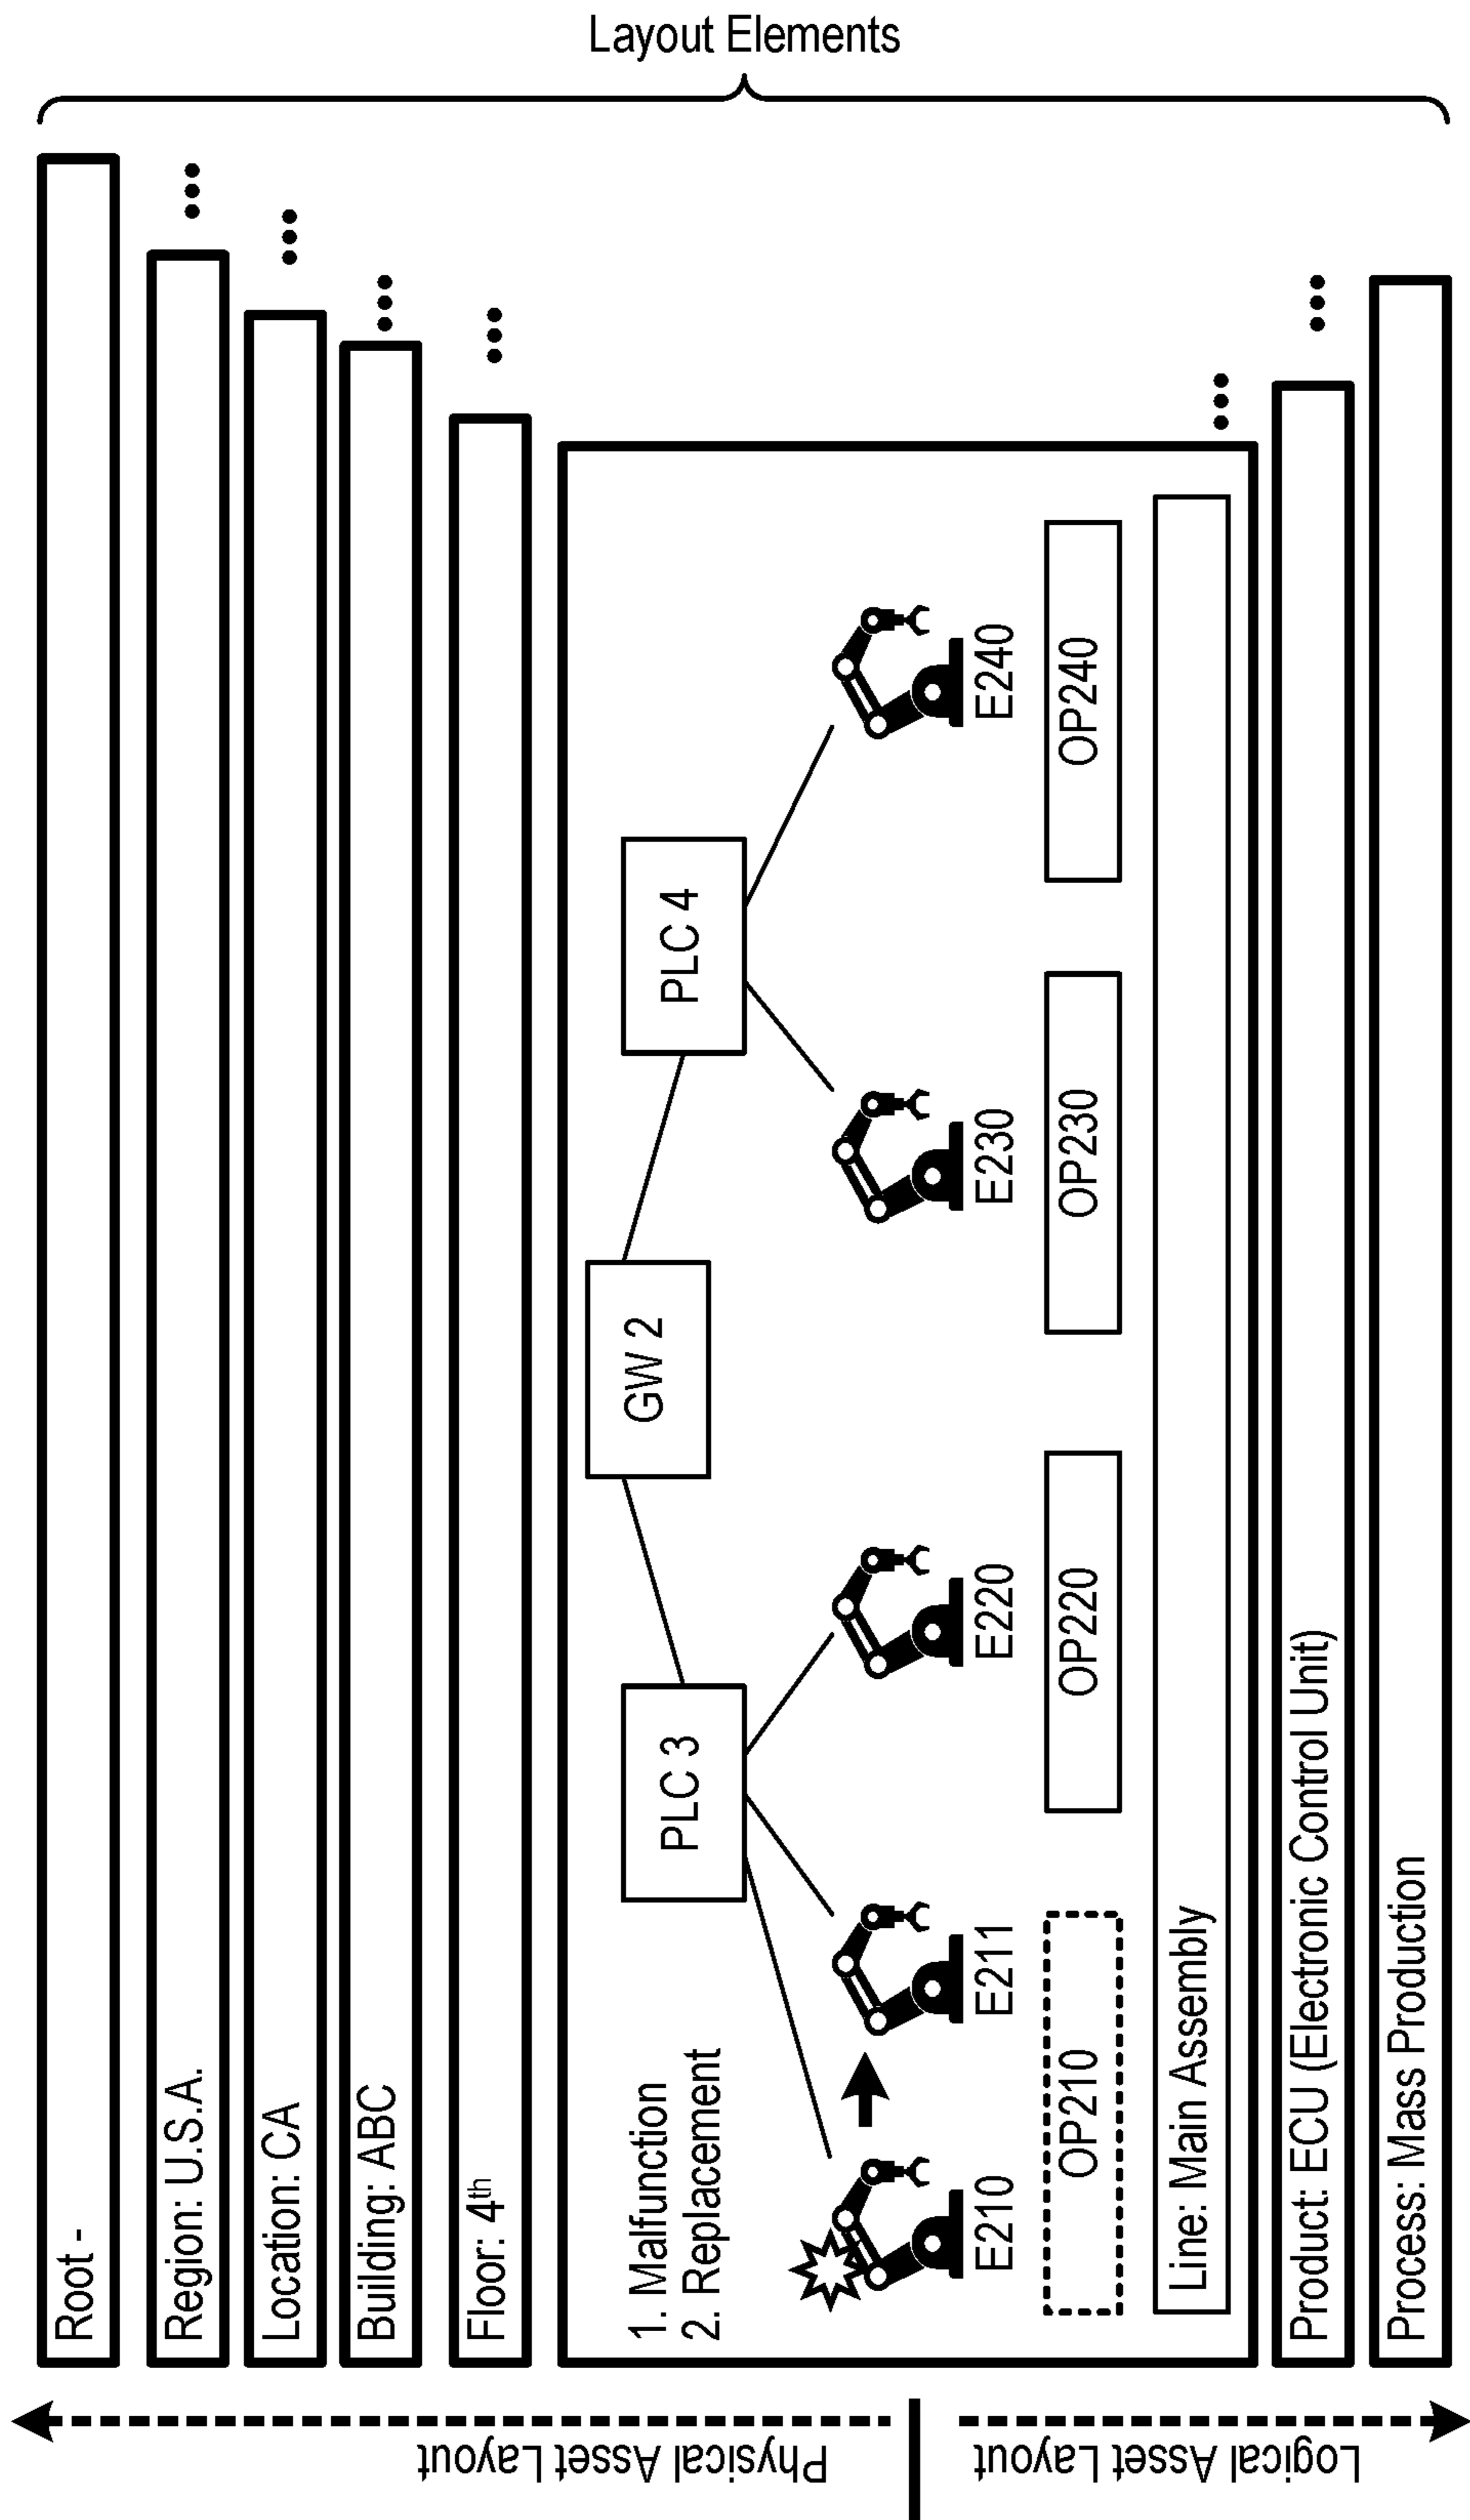 Layout Elements
Root -
Region: U.S.A.
Location: CA
Building: ABC
Floor: 4th
GW 2
PLC 3
PLC 4
1. Malfunction
2. Replacement
E210
E211
E220
E230
E240
OP210
OP220
OP230
OP240
Line: Main Assembly
Product: ECU (Electronic Control Unit)
Process: Mass Production
Physical Asset Layout
Logical Asset Layout